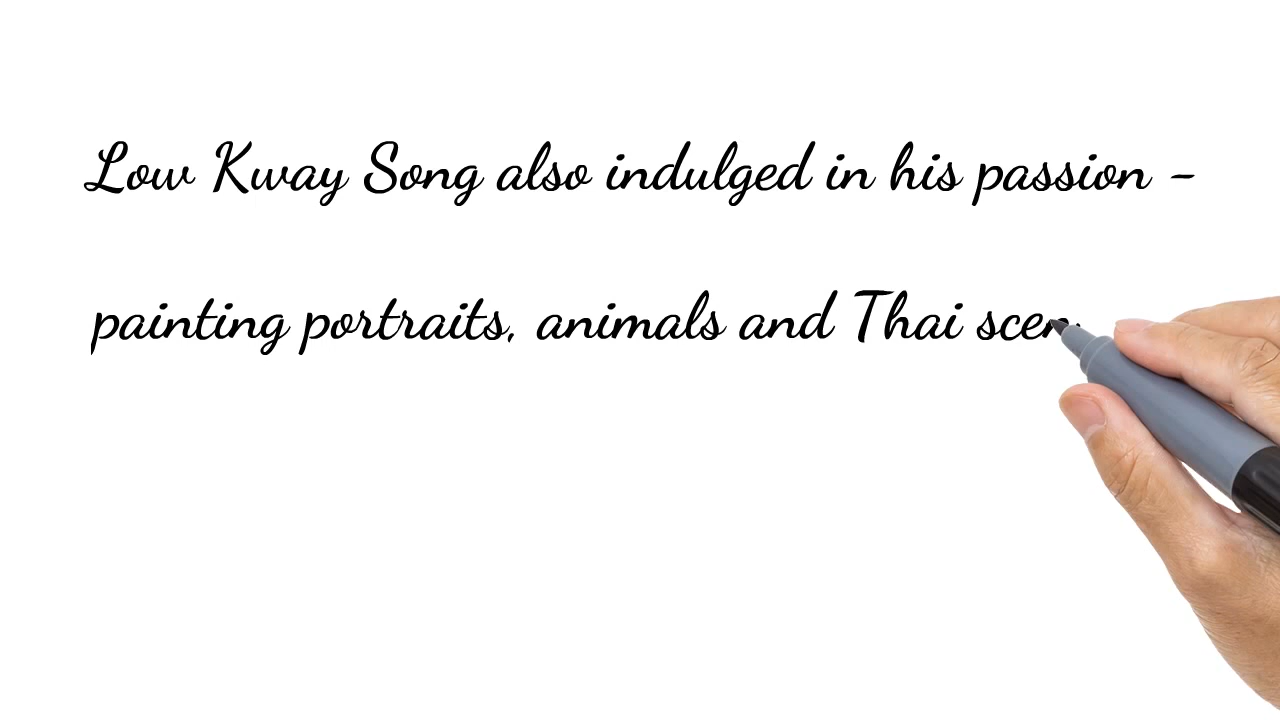 Low Kway Song also indulged in his passion -
painting portraits, animals and Thai